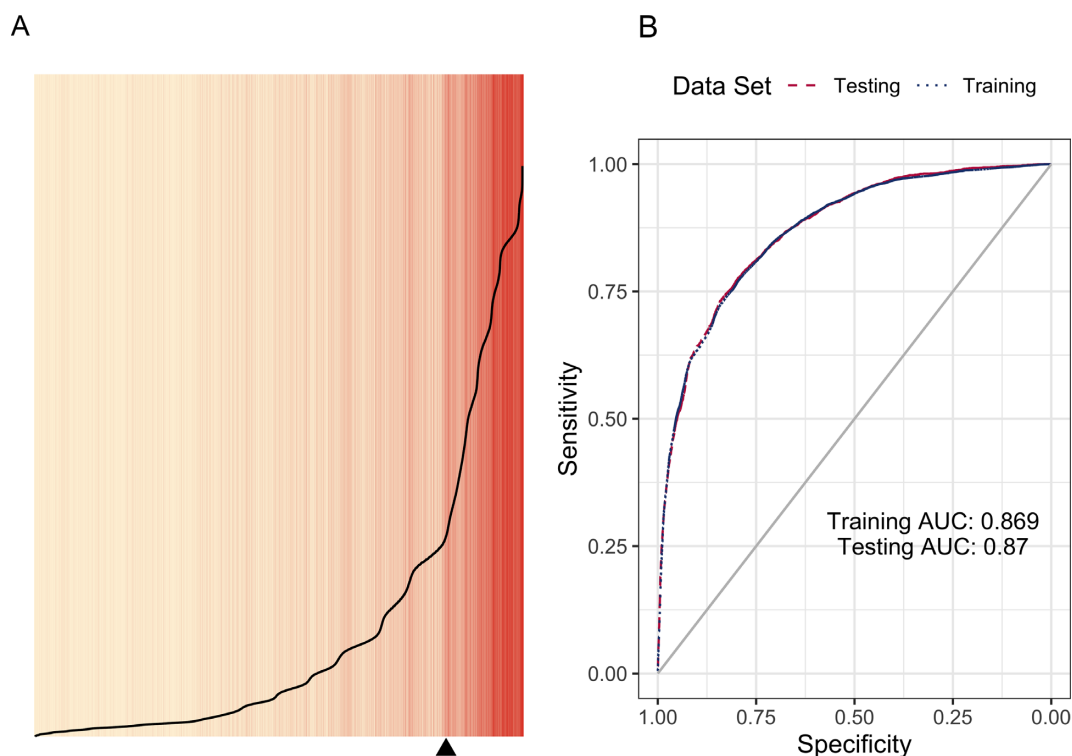 A
B
Data Set Testing Training
1.00
0.75
0.50
0.25
0.00
Sensitivity
Training AUC: 0.869
Testing AUC: 0.87
1.00 0.75 0.50 0.25 0.00
Specificity